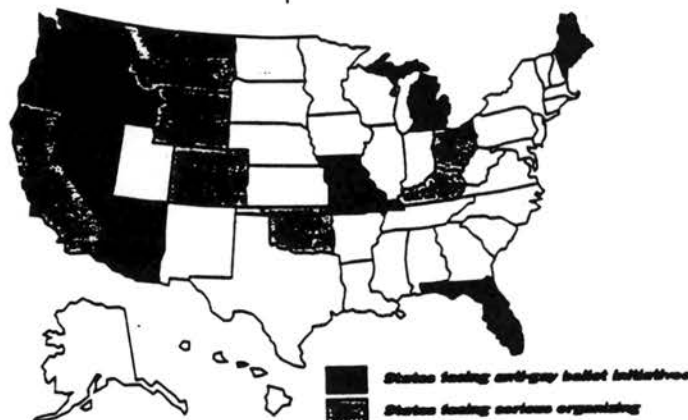 States facing anti-gay ballot initiatives
States facing serious organizing